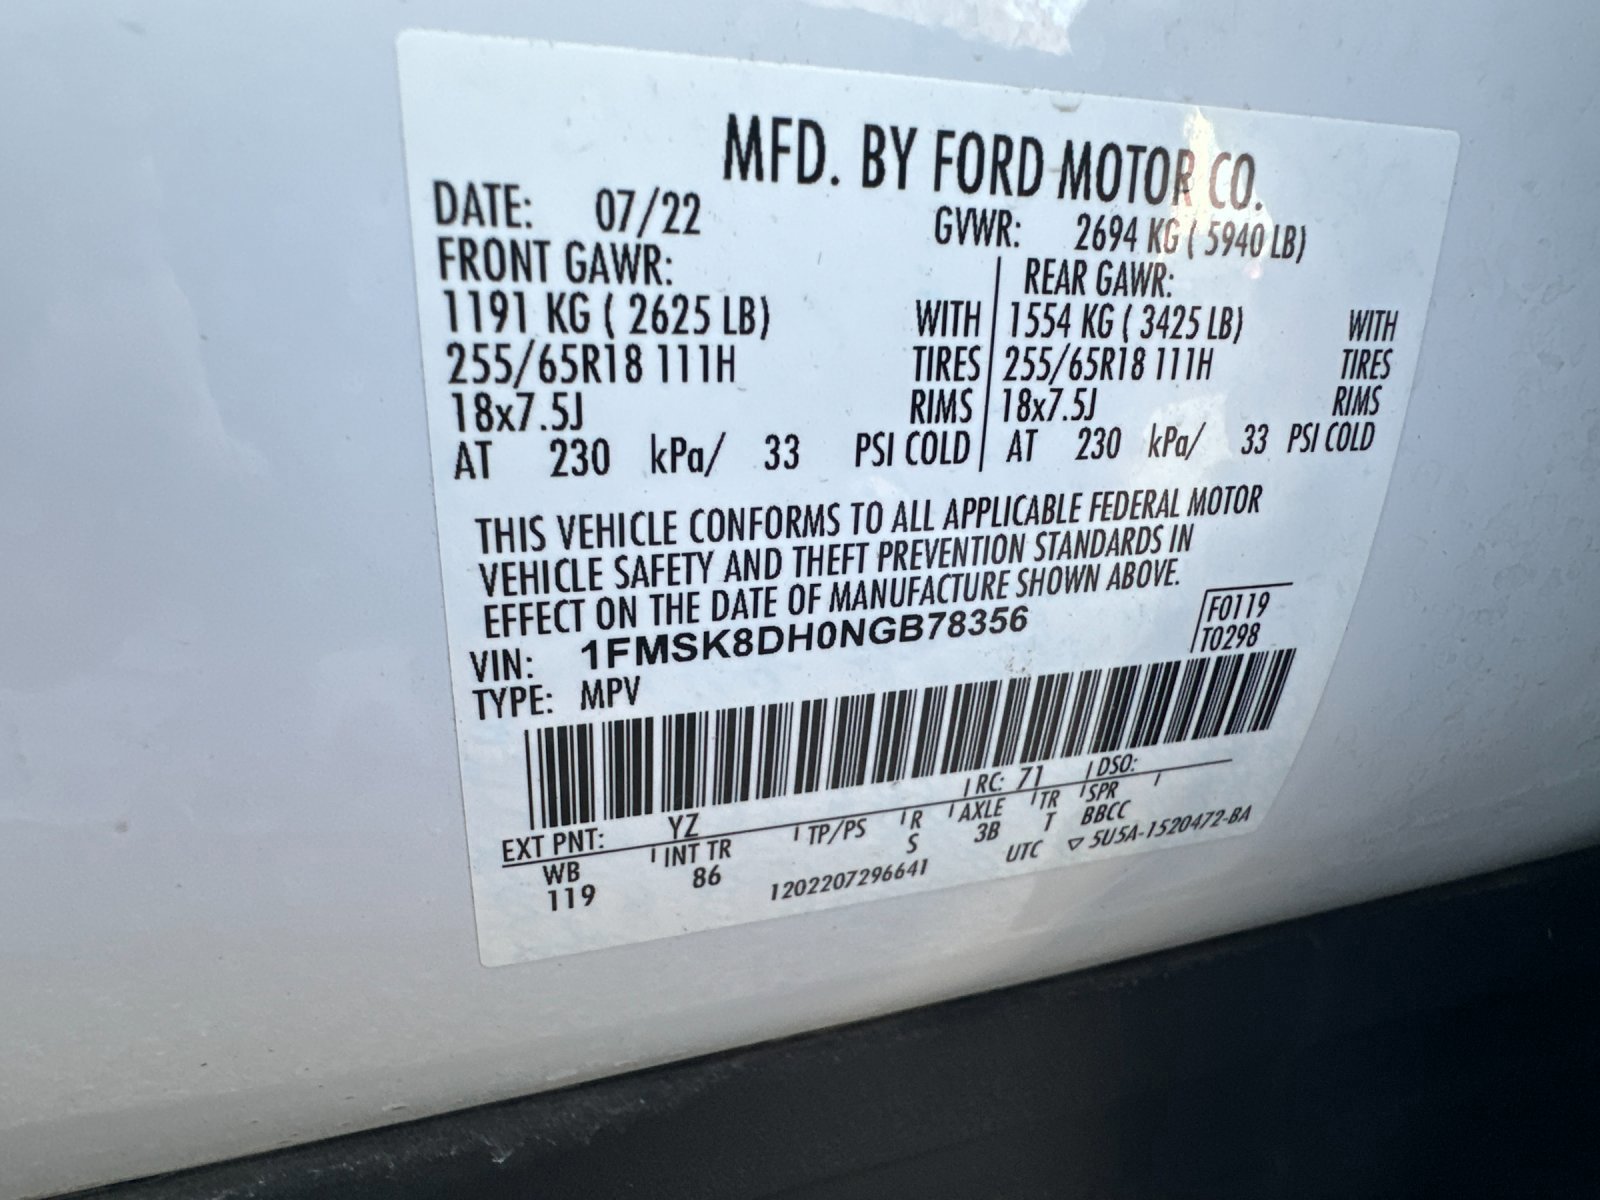 MFD. BY FORD MOTOR CO.
DATE: 07/22 GVWR: 2694 KG ( 5940 LB)
FRONT GAWR: REAR GAWR:
1191 KG ( 2625 LB) WITH 1554 KG ( 3425 LB) WITH
255/65R18 111H TIRES 255/65R18 111H TIRES
18x7.5J RIMS 18x7.5J RIMS
AT 230 kPa/ 33 PSI COLD AT 230 kPa/ 33 PSI COLD
THIS VEHICLE CONFORMS TO ALL APPLICABLE FEDERAL MOTOR
VEHICLE SAFETY AND THEFT PREVENTION STANDARDS IN
EFFECT ON THE DATE OF MANUFACTURE SHOWN ABOVE.
VIN: 1FMSK8DH0NGB78356 F0119
TYPE: MPV T0298
EXT PNT: YZ RC: 71 DSO:
WB INT TR TP/PS R AXLE TR SPR
119 86 S 3B T BBCC
1202207296641 UTC ▽ 5U5A-1520472-BA